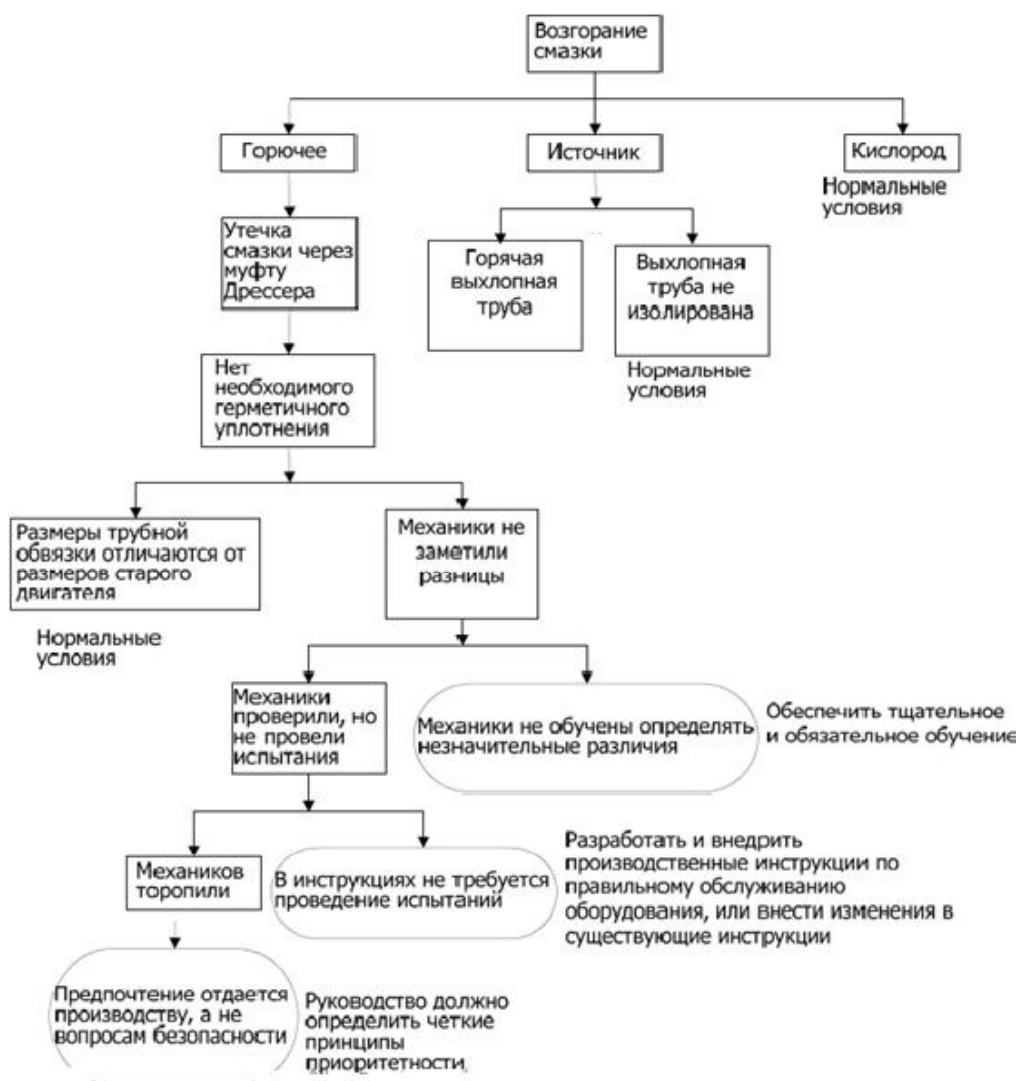 Возгорание
смазки
Горючее
Источник
Кислород
Нормальные
условия
Утечка
смазки через
муфту
Дрессера
Горячая
выхлопная
труба
Выхлопная
труба не
изолирована
Нормальные
условия
Нет
необходимого
герметичного
уплотнения
Размеры трубной
обвязки отличаются от
размеров старого
двигателя
Нормальные
условия
Механики не
заметили
разницы
Механики
проверили, но
не провели
испытания
Механики не обучены определять
незначительные различия
Обеспечить тщательное
и обязательное обучение
Механиков
торопили
В инструкциях не требуется
проведение испытаний
Разработать и внедрить
производственные инструкции по
правильному обслуживанию
оборудования, или внести изменения в
существующие инструкции
Предпочтение отдается
производству, а не
вопросам безопасности
Руководство должно
определить четкие
принципы
приоритетности